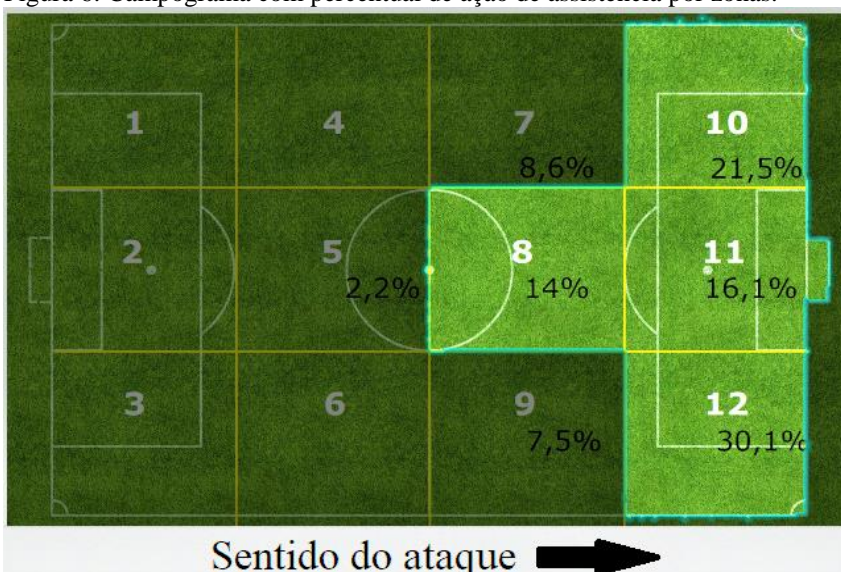 Figura 6: Campograma com percentual de ação de assistência por zonas.
1 4 7 10
8,6% 21,5%
2 5 8 11
2,2% 14% 16,1%
3 6 9 12
7,5% 30,1%
Sentido do ataque